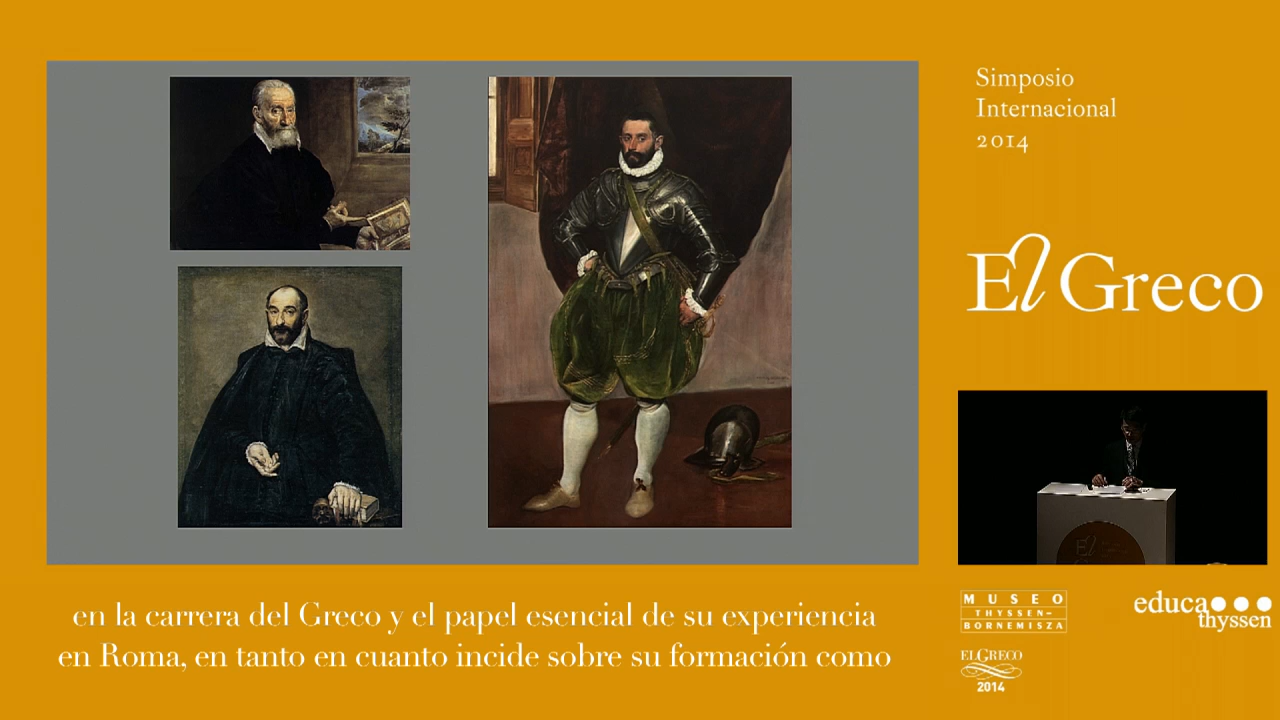 Simposio
Internacional
2014
El Greco
El
en la carrera del Greco y el papel esencial de su experiencia
en Roma, en tanto en cuanto incide sobre su formación como
MUSEO
THYSSEN-
BORNEMISZA
educa
thyssen
ELGRECO
2014